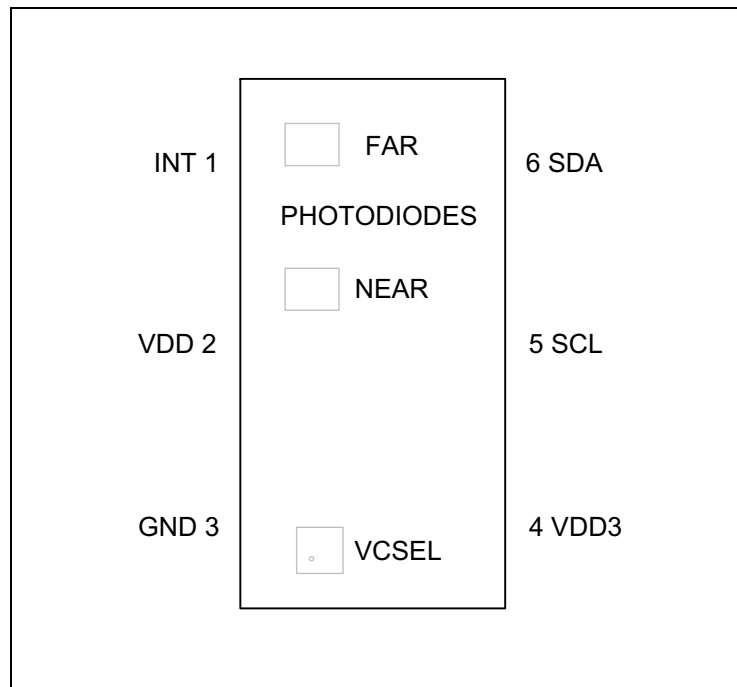 INT 1
FAR
6 SDA
PHOTODIODES
NEAR
VDD 2
5 SCL
GND 3
VCSEL
4 VDD3